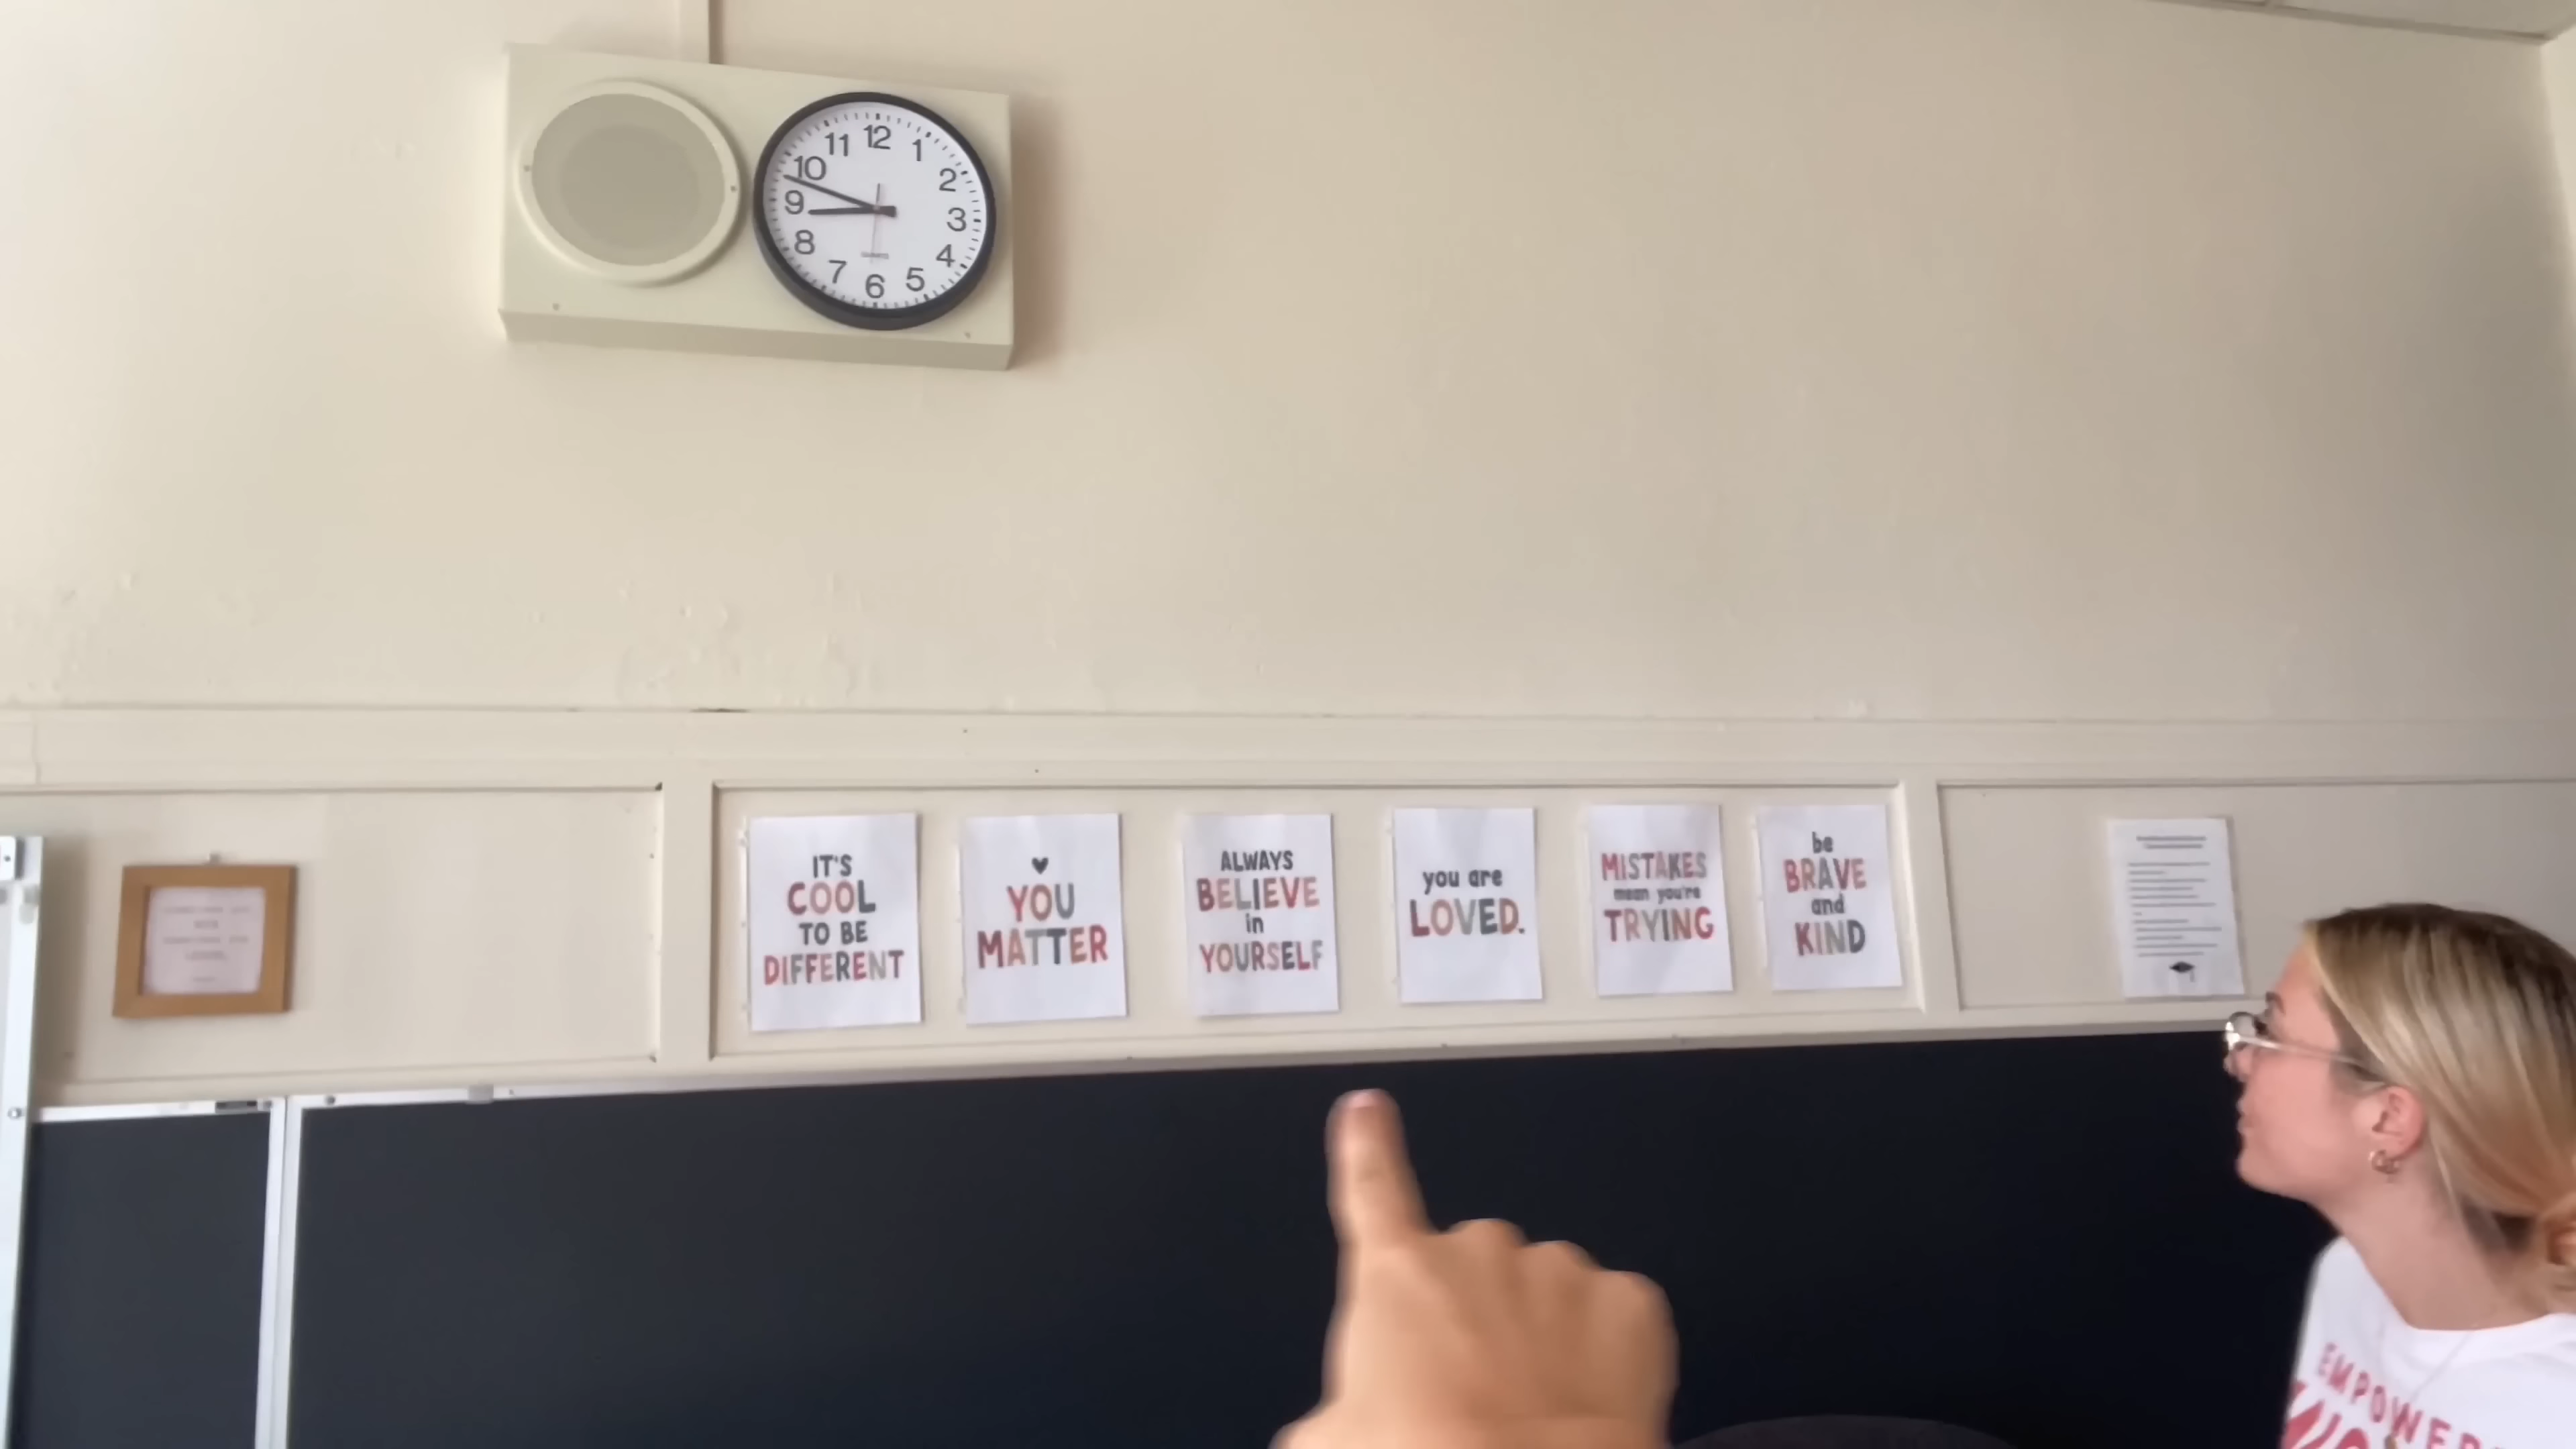 12
11
1
10
2
9
3
8
4
7
5
6
QUARTZ
IT'S
COOL
TO BE
DIFFERENT
YOU
MATTER
ALWAYS
BELIEVE
in
YOURSELF
you are
LOVED.
MISTAKES
mean you're
TRYING
be
BRAVE
and
KIND